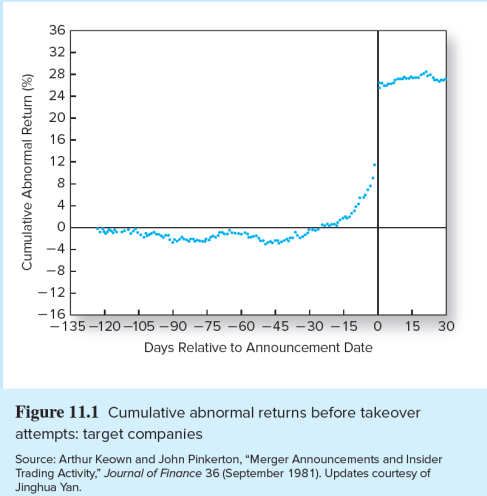 Cumulative Abnormal Return (%)
36
32
28
24
20
16
12
8
4
0
−4
−8
−12
−16
−135 −120 −105 −90 −75 −60 −45 −30 −15 0 15 30
Days Relative to Announcement Date
Figure 11.1 Cumulative abnormal returns before takeover
attempts: target companies
Source: Arthur Keown and John Pinkerton, “Merger Announcements and Insider
Trading Activity,” Journal of Finance 36 (September 1981). Updates courtesy of
Jinghua Yan.